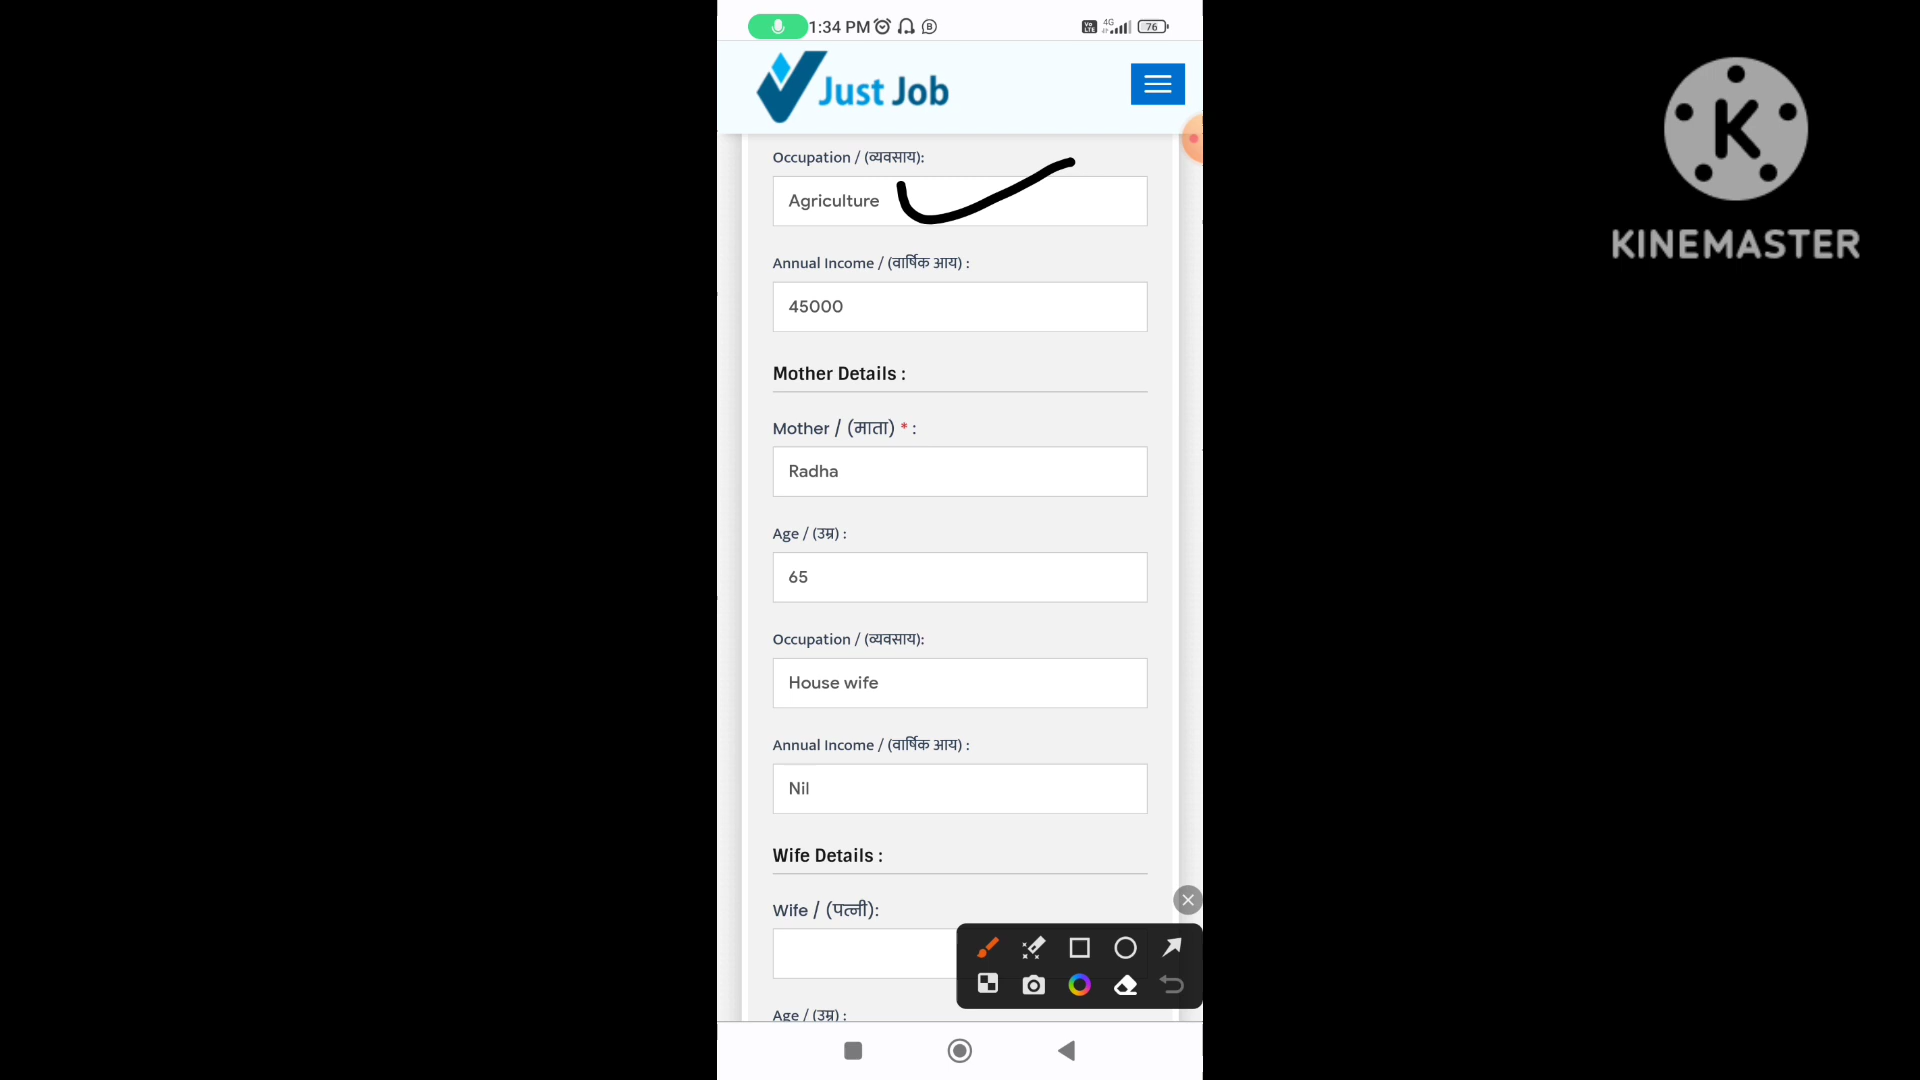 1:34 PM
4G
76
Just Job
Occupation / (व्यवसाय):
Agriculture
Annual Income / (वार्षिक आय) :
45000
Mother Details :
Mother / (माता) * :
Radha
Age / (उम्र) :
65
Occupation / (व्यवसाय):
House wife
Annual Income / (वार्षिक आय) :
Nil
Wife Details :
Wife / (पत्नी):
Age / (उम्र) :
K
KINEMASTER